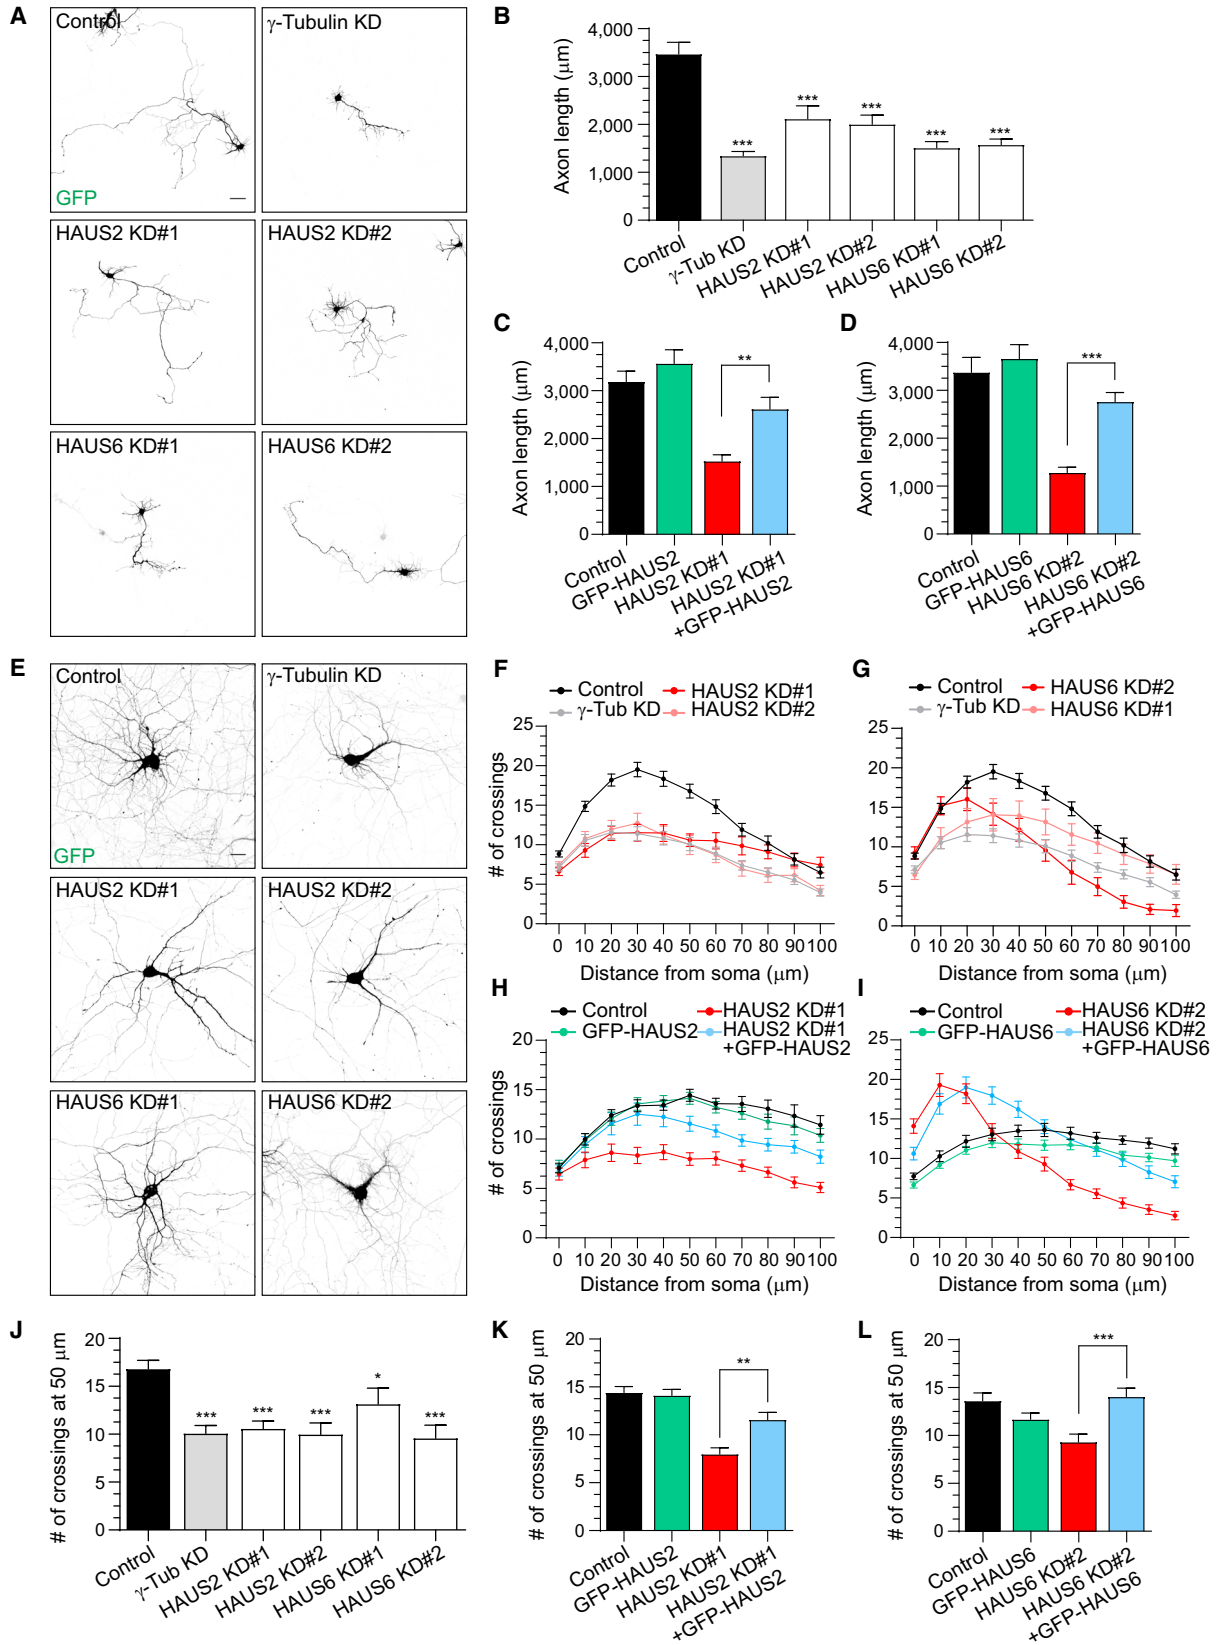 A
Control
γ-Tubulin KD
GFP
HAUS2 KD#1
HAUS2 KD#2
HAUS6 KD#1
HAUS6 KD#2
B
Axon length (μm)
4,000
3,000
2,000
1,000
0
***
***
***
***
***
Control
γ-Tub KD
HAUS2 KD#1
HAUS2 KD#2
HAUS6 KD#1
HAUS6 KD#2
C
Axon length (μm)
4,000
3,000
2,000
1,000
0
**
Control
GFP-HAUS2
HAUS2 KD#1
HAUS2 KD#1
+GFP-HAUS2
D
Axon length (μm)
4,000
3,000
2,000
1,000
0
***
Control
GFP-HAUS6
HAUS6 KD#2
HAUS6 KD#2
+GFP-HAUS6
E
Control
γ-Tubulin KD
GFP
HAUS2 KD#1
HAUS2 KD#2
HAUS6 KD#1
HAUS6 KD#2
F
Control
HAUS2 KD#1
γ-Tub KD
HAUS2 KD#2
# of crossings
25
20
15
10
5
0
0 10 20 30 40 50 60 70 80 90 100
Distance from soma (μm)
G
Control
HAUS6 KD#2
γ-Tub KD
HAUS6 KD#1
25
20
15
10
5
0
0 10 20 30 40 50 60 70 80 90 100
Distance from soma (μm)
H
Control
HAUS2 KD#1
GFP-HAUS2
HAUS2 KD#1
+GFP-HAUS2
# of crossings
20
15
10
5
0
0 10 20 30 40 50 60 70 80 90 100
Distance from soma (μm)
I
Control
HAUS6 KD#2
GFP-HAUS6
HAUS6 KD#2
+GFP-HAUS6
25
20
15
10
5
0
0 10 20 30 40 50 60 70 80 90 100
Distance from soma (μm)
J
# of crossings at 50 μm
20
15
10
5
0
***
***
***
*
***
Control
γ-Tub KD
HAUS2 KD#1
HAUS2 KD#2
HAUS6 KD#1
HAUS6 KD#2
K
# of crossings at 50 μm
20
15
10
5
0
**
Control
GFP-HAUS2
HAUS2 KD#1
HAUS2 KD#1
+GFP-HAUS2
L
# of crossings at 50 μm
20
15
10
5
0
***
Control
GFP-HAUS6
HAUS6 KD#2
HAUS6 KD#2
+GFP-HAUS6